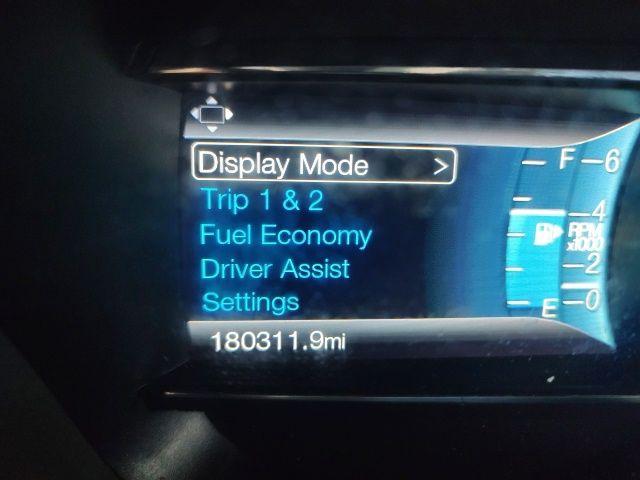 Display Mode >
Trip 1 & 2
Fuel Economy
Driver Assist
Settings
180311.9mi
F
E
6
4
RPM
x1000
2
0